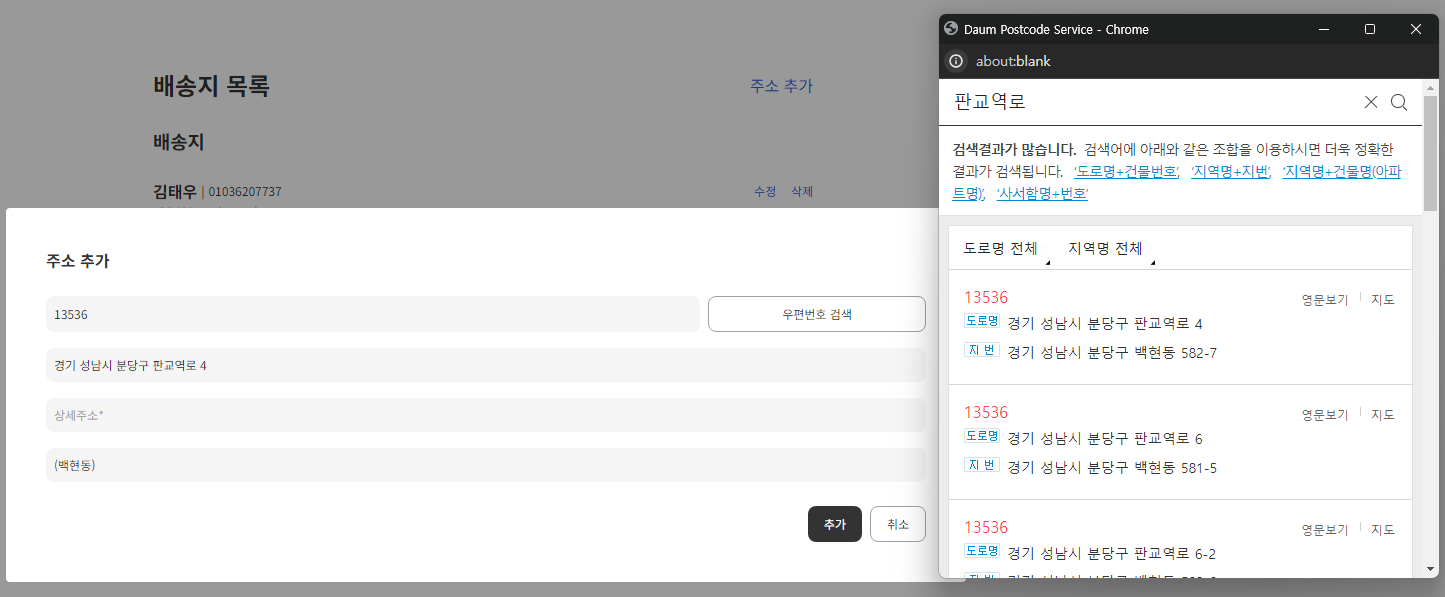 배송지 목록
주소 추가
배송지
김태우 | 01036207737
수정 삭제
주소 추가
13536
우편번호 검색
경기 성남시 분당구 판교역로 4
상세주소*
(백현동)
추가
취소
Daum Postcode Service - Chrome
about:blank
판교역로
검색결과가 많습니다. 검색어에 아래와 같은 조합을 이용하시면 더욱 정확한
결과가 검색됩니다. '도로명+건물번호', '지역명+지번', '지역명+건물명(아파
트명)', '사서함명+번호'
도로명 전체 지역명 전체
13536
영문보기 지도
도로명 경기 성남시 분당구 판교역로 4
지 번 경기 성남시 분당구 백현동 582-7
13536
영문보기 지도
도로명 경기 성남시 분당구 판교역로 6
지 번 경기 성남시 분당구 백현동 581-5
13536
영문보기 지도
도로명 경기 성남시 분당구 판교역로 6-2